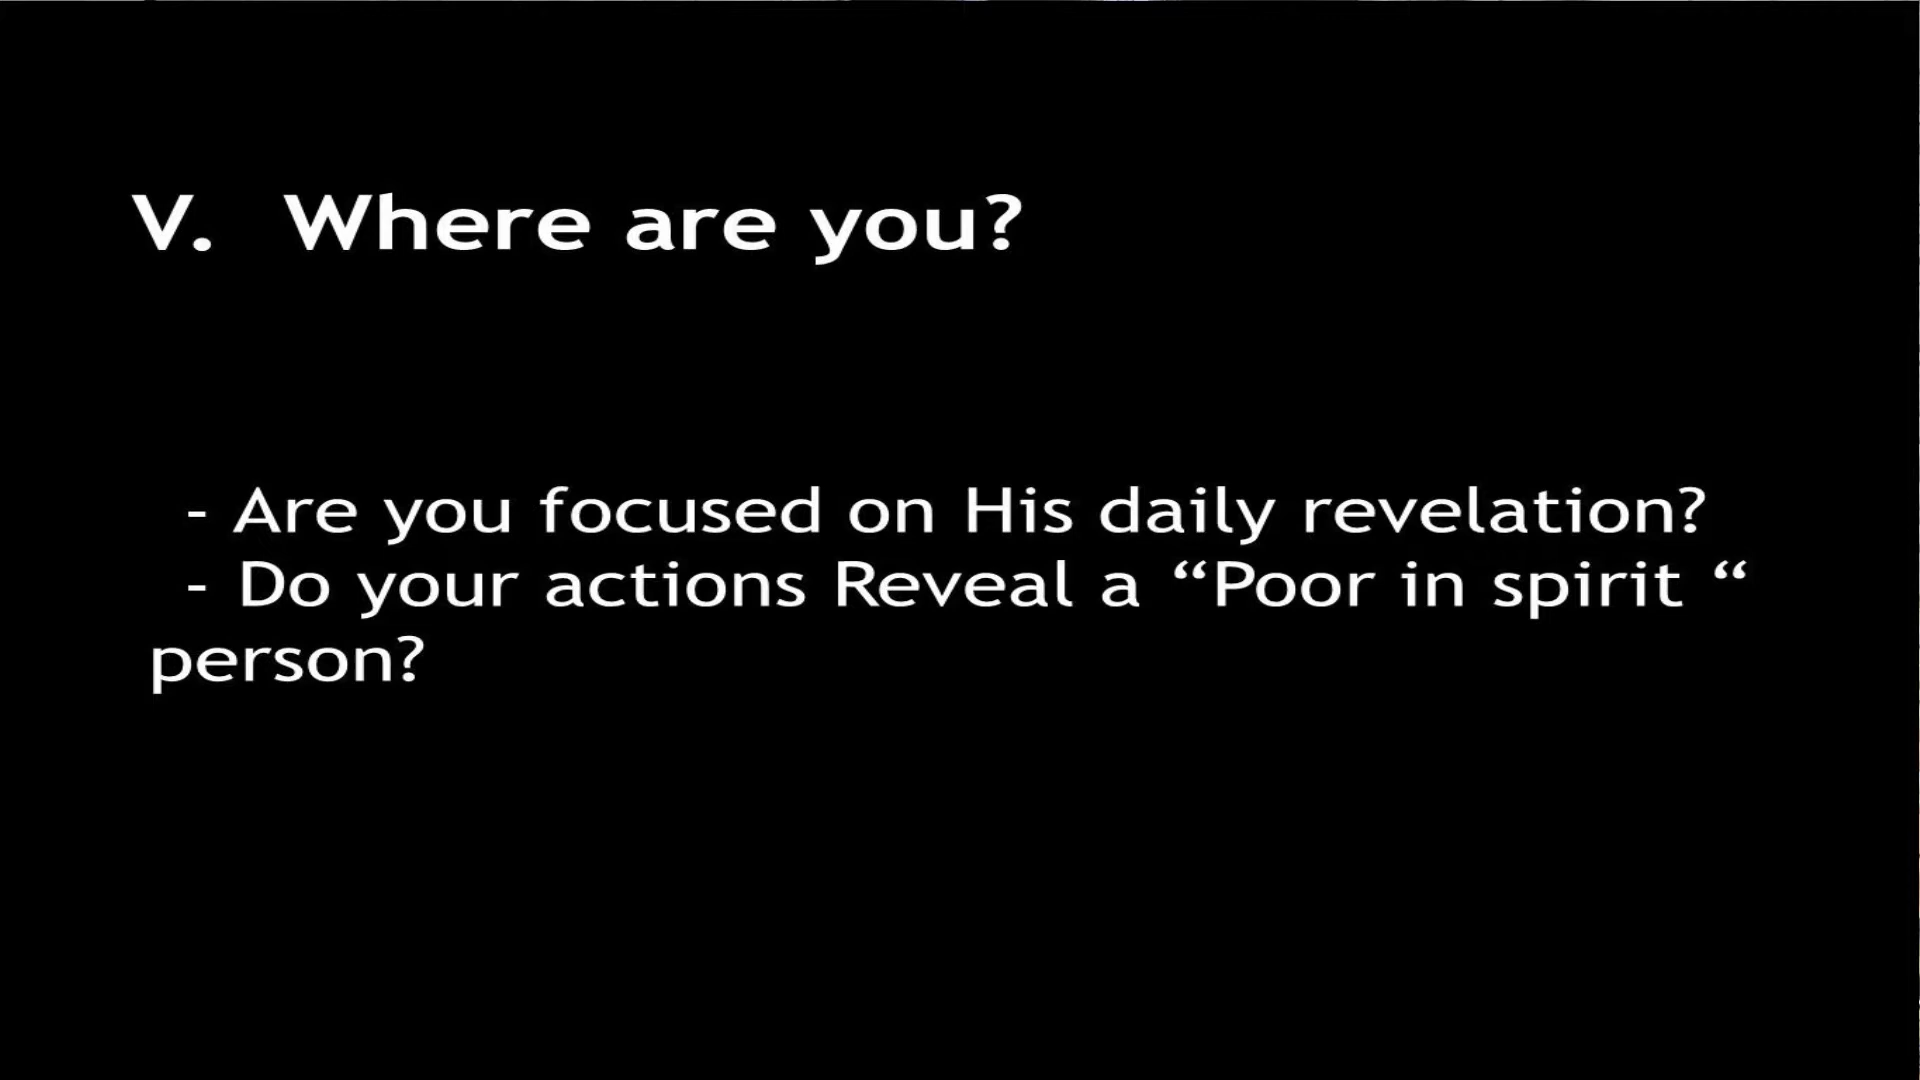 V. Where are you?
- Are you focused on His daily revelation?
- Do your actions Reveal a “Poor in spirit “
person?